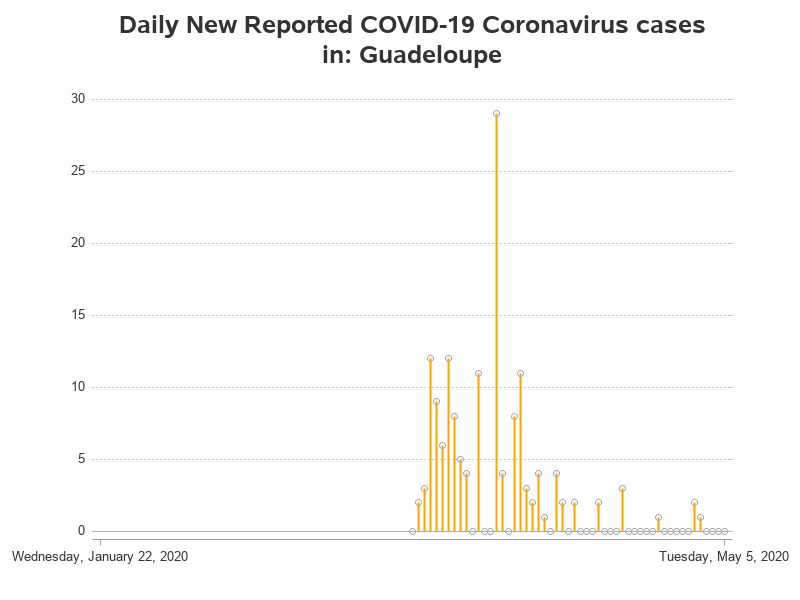 Daily New Reported COVID-19 Coronavirus cases
in: Guadeloupe
30
25
20
15
10
5
0
Wednesday, January 22, 2020 Tuesday, May 5, 2020